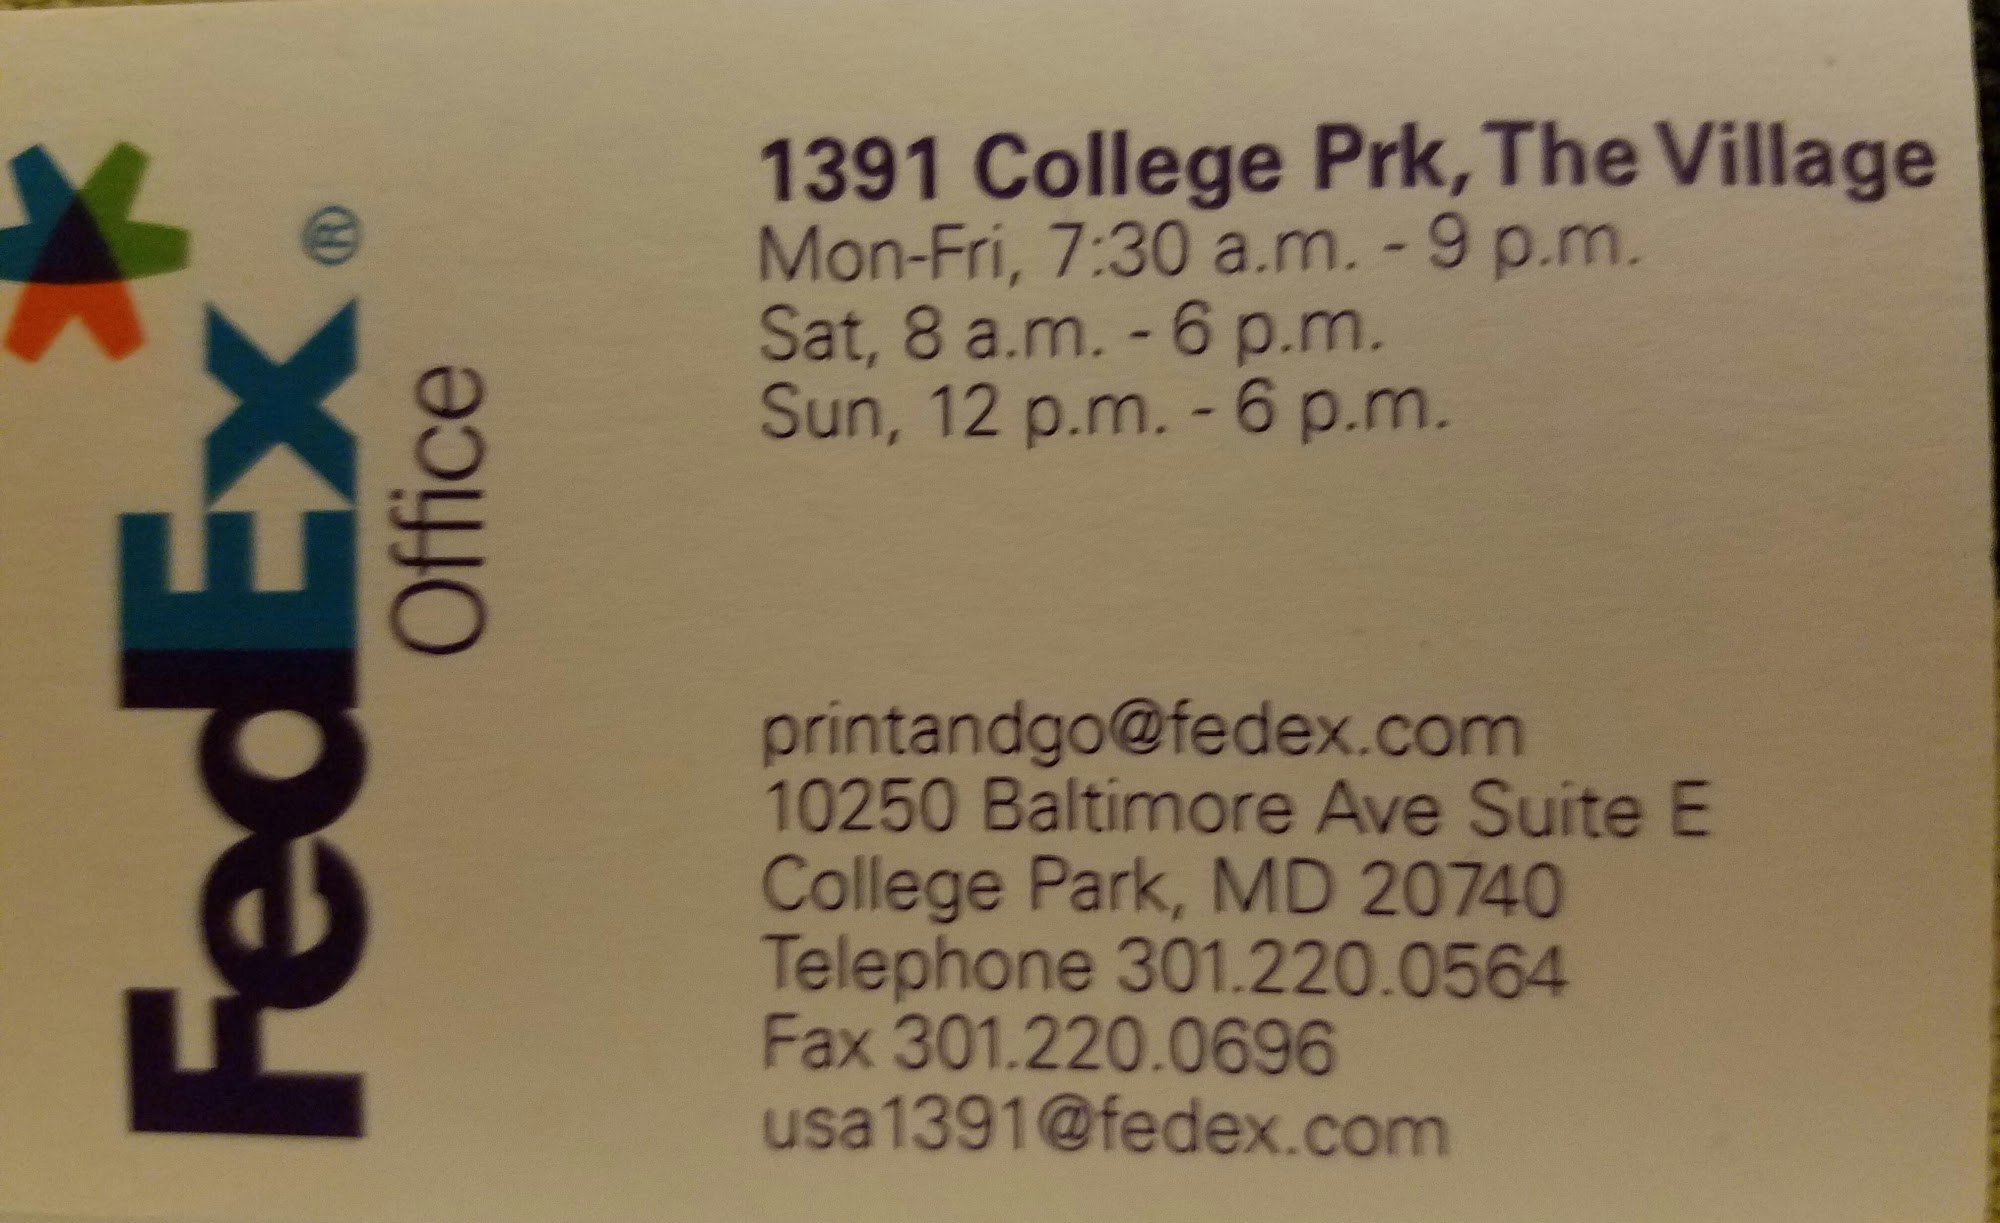 FedEx®
Office
1391 College Prk, The Village
Mon-Fri, 7:30 a.m. - 9 p.m.
Sat, 8 a.m. - 6 p.m.
Sun, 12 p.m. - 6 p.m.
printandgo@fedex.com
10250 Baltimore Ave Suite E
College Park, MD 20740
Telephone 301.220.0564
Fax 301.220.0696
usa1391@fedex.com